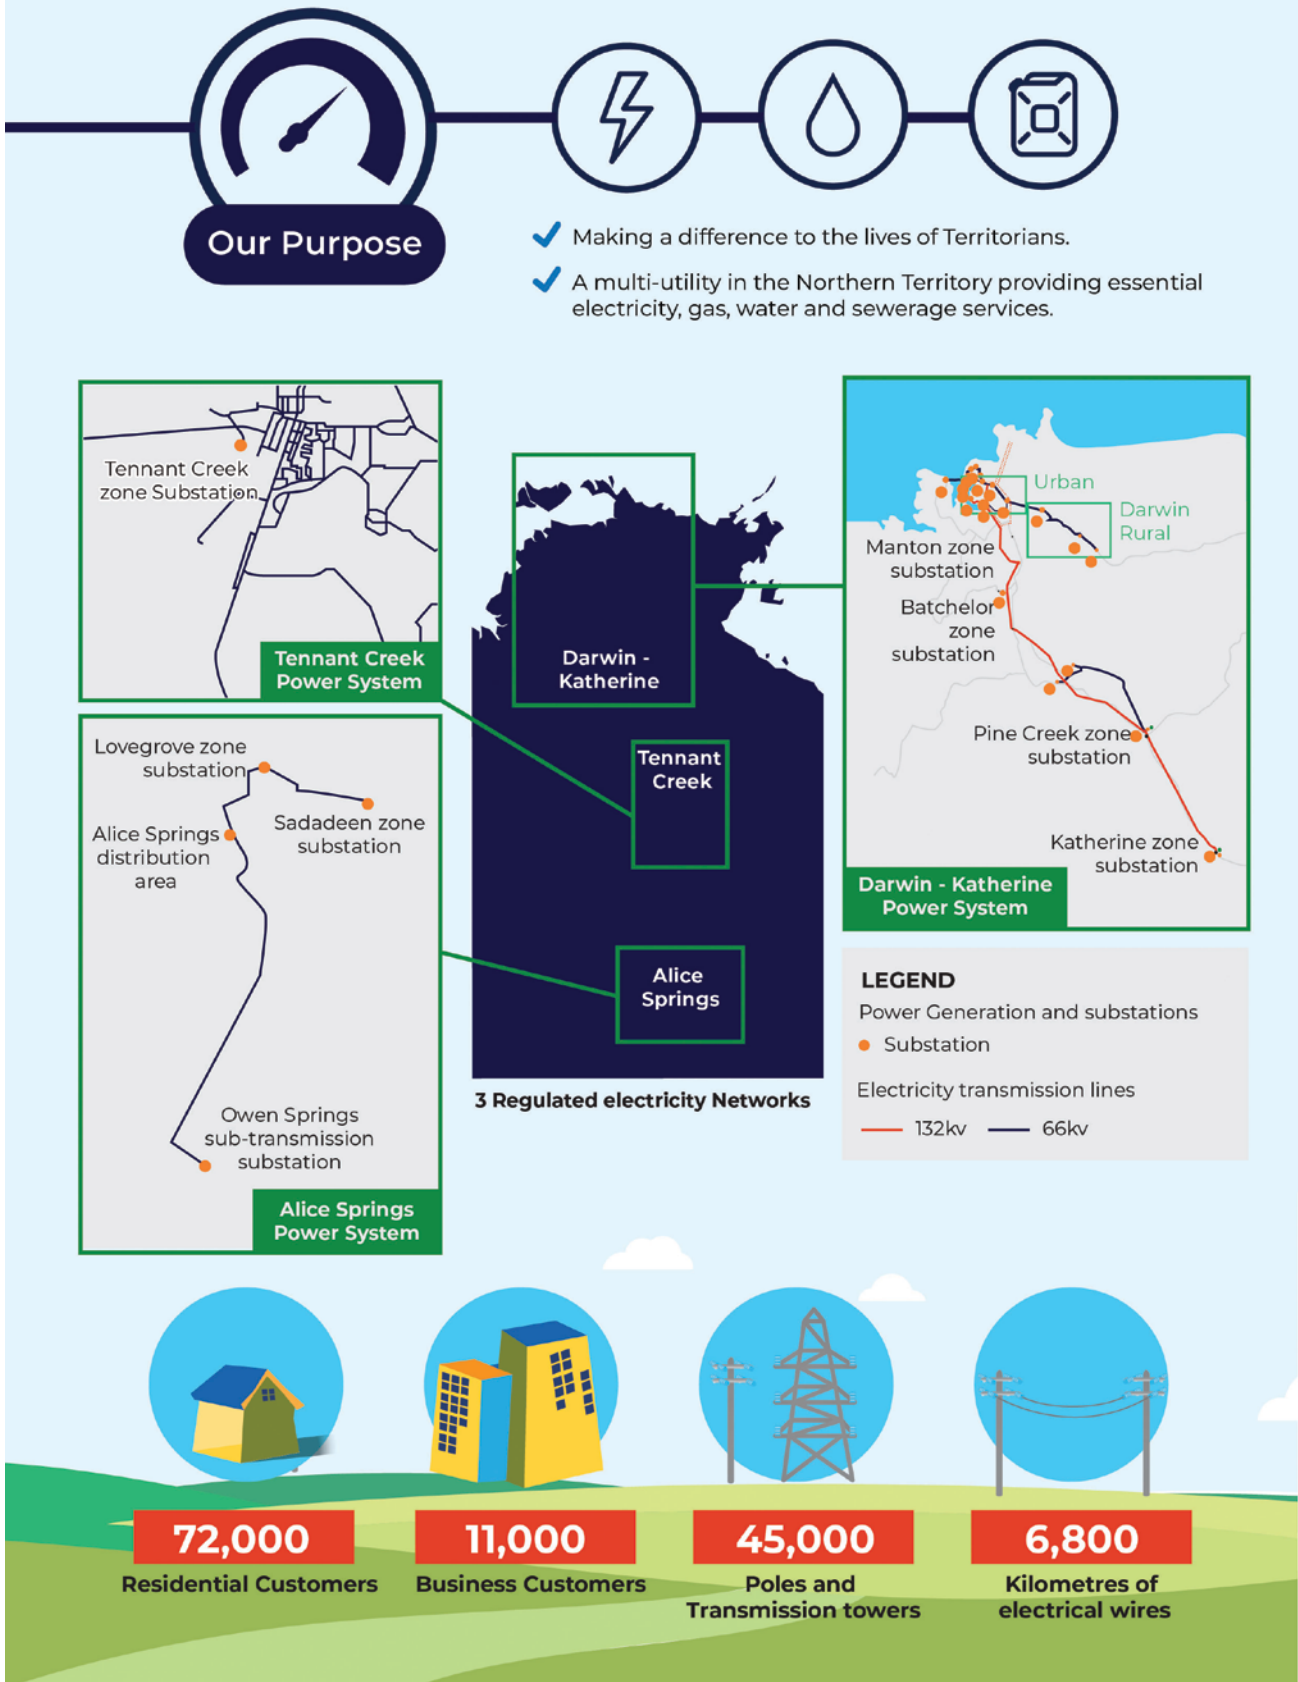 Our Purpose
Making a difference to the lives of Territorians.
A multi-utility in the Northern Territory providing essential
electricity, gas, water and sewerage services.
Tennant Creek
zone Substation
Tennant Creek
Power System
Lovegrove zone
substation
Sadadeen zone
substation
Alice Springs
distribution
area
Owen Springs
sub-transmission
substation
Alice Springs
Power System
Darwin -
Katherine
Tennant
Creek
Alice
Springs
3 Regulated electricity Networks
Urban
Darwin
Rural
Manton zone
substation
Batchelor
zone
substation
Pine Creek zone
substation
Katherine zone
substation
Darwin - Katherine
Power System
LEGEND
Power Generation and substations
Substation
Electricity transmission lines
132kv 66kv
72,000
Residential Customers
11,000
Business Customers
45,000
Poles and
Transmission towers
6,800
Kilometres of
electrical wires